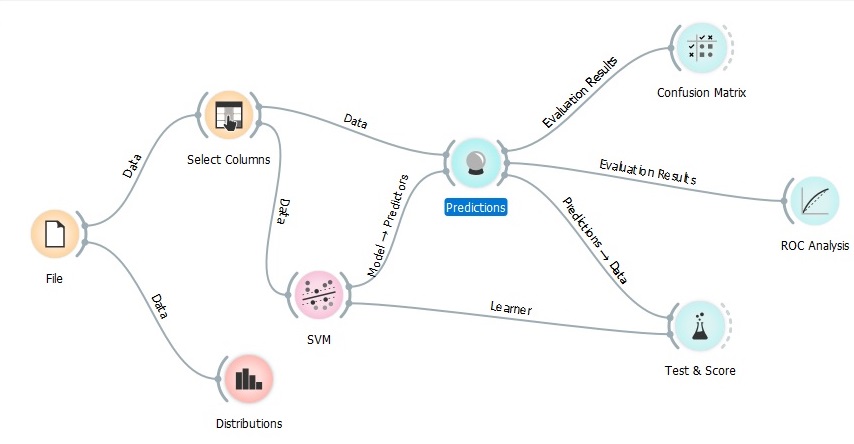 Evaluation Results
Confusion Matrix
Data
Select Columns
Data
Evaluation Results
Predictions
ROC Analysis
Data
Model → Predictors
Predictions → Data
File
Data
SVM
Learner
Test & Score
Distributions